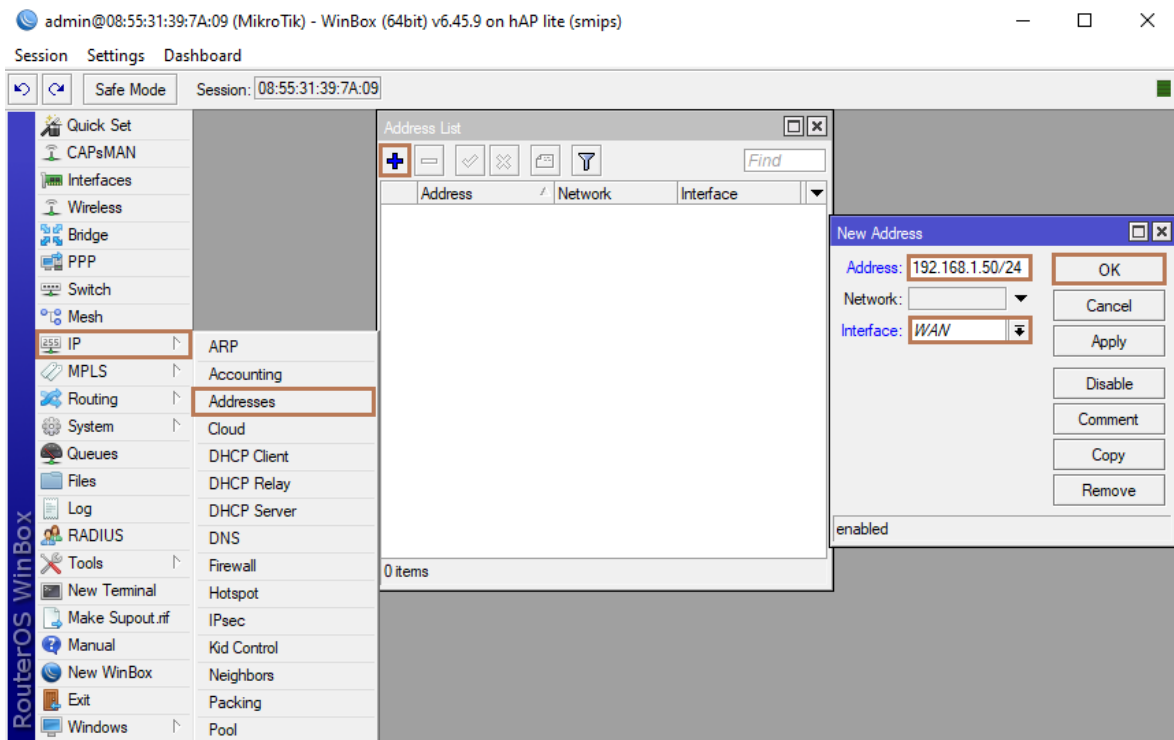 admin@08:55:31:39:7A:09 (MikroTik) - WinBox (64bit) v6.45.9 on hAP lite (smips)
Session Settings Dashboard
Safe Mode Session: 08:55:31:39:7A:09
RouterOS WinBox
Quick Set
CAPsMAN
Interfaces
Wireless
Bridge
PPP
Switch
Mesh
255 IP
MPLS
Routing
System
Queues
Files
Log
RADIUS
Tools
New Terminal
Make Supout.rif
Manual
New WinBox
Exit
Windows
ARP
Accounting
Addresses
Cloud
DHCP Client
DHCP Relay
DHCP Server
DNS
Firewall
Hotspot
IPsec
Kid Control
Neighbors
Packing
Pool
Address List
Find
Address Network Interface
0 items
New Address
Address: 192.168.1.50/24
Network:
Interface: WAN
OK
Cancel
Apply
Disable
Comment
Copy
Remove
enabled